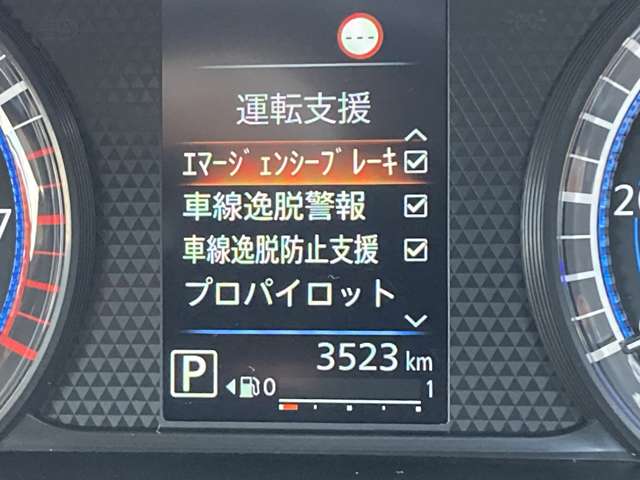 ---
運転支援
ｴﾏｰｼﾞｪﾝｼｰﾌﾞﾚｰｷ
車線逸脱警報
車線逸脱防止支援
プロパイロット
3523 km
P
0 1
7
20